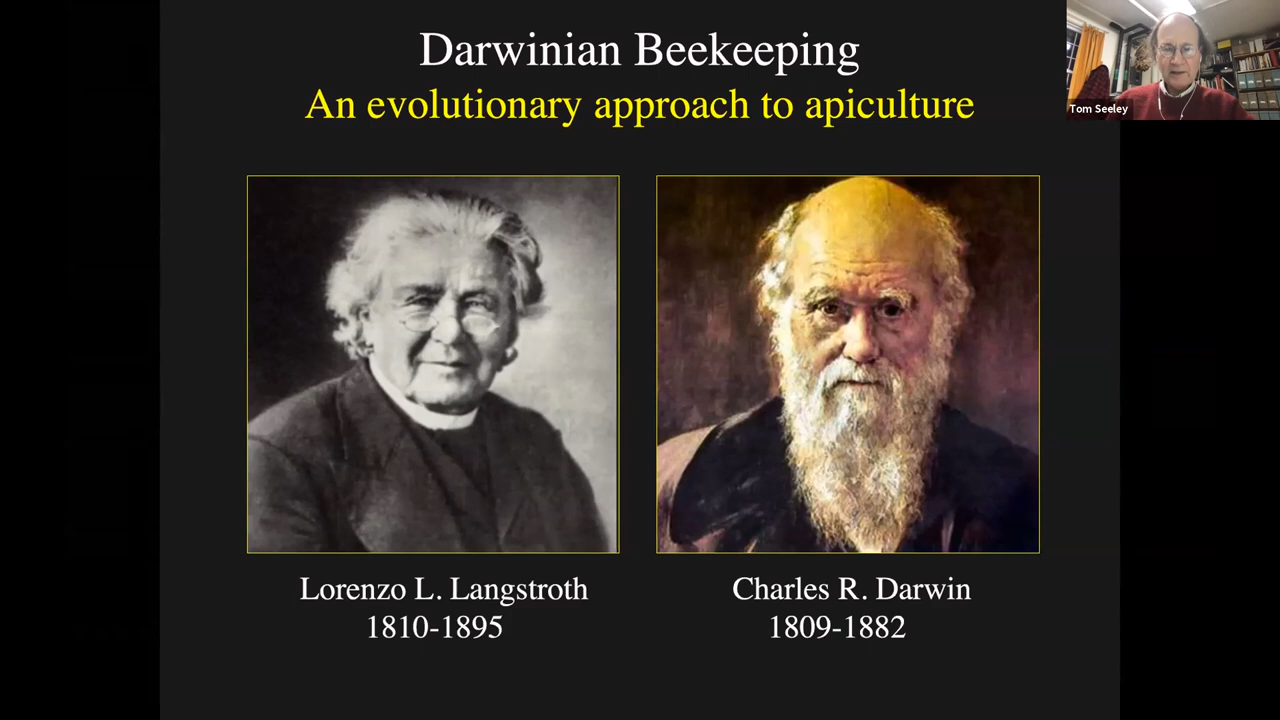 Darwinian Beekeeping
An evolutionary approach to apiculture
Tom Seeley
Lorenzo L. Langstroth
1810-1895
Charles R. Darwin
1809-1882